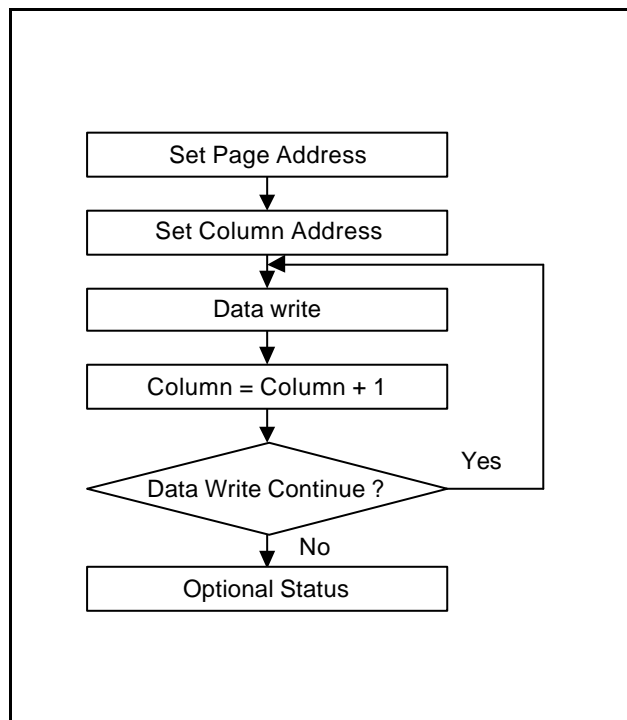 Set Page Address
Set Column Address
Data write
Column = Column + 1
Data Write Continue ?
Yes
No
Optional Status